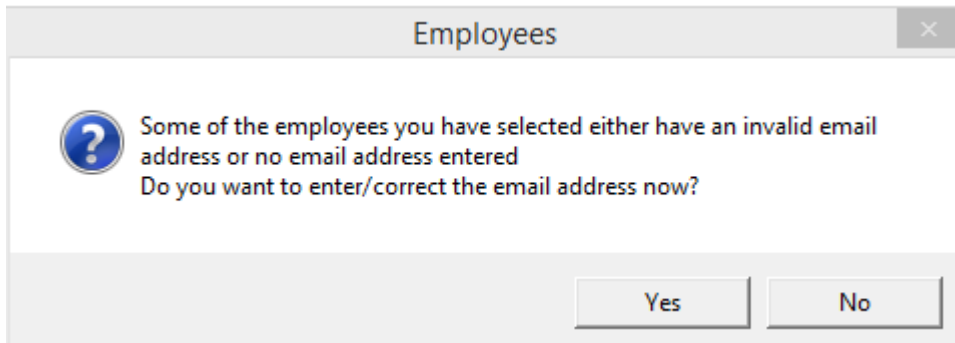 Employees
Some of the employees you have selected either have an invalid email
address or no email address entered
Do you want to enter/correct the email address now?
Yes
No